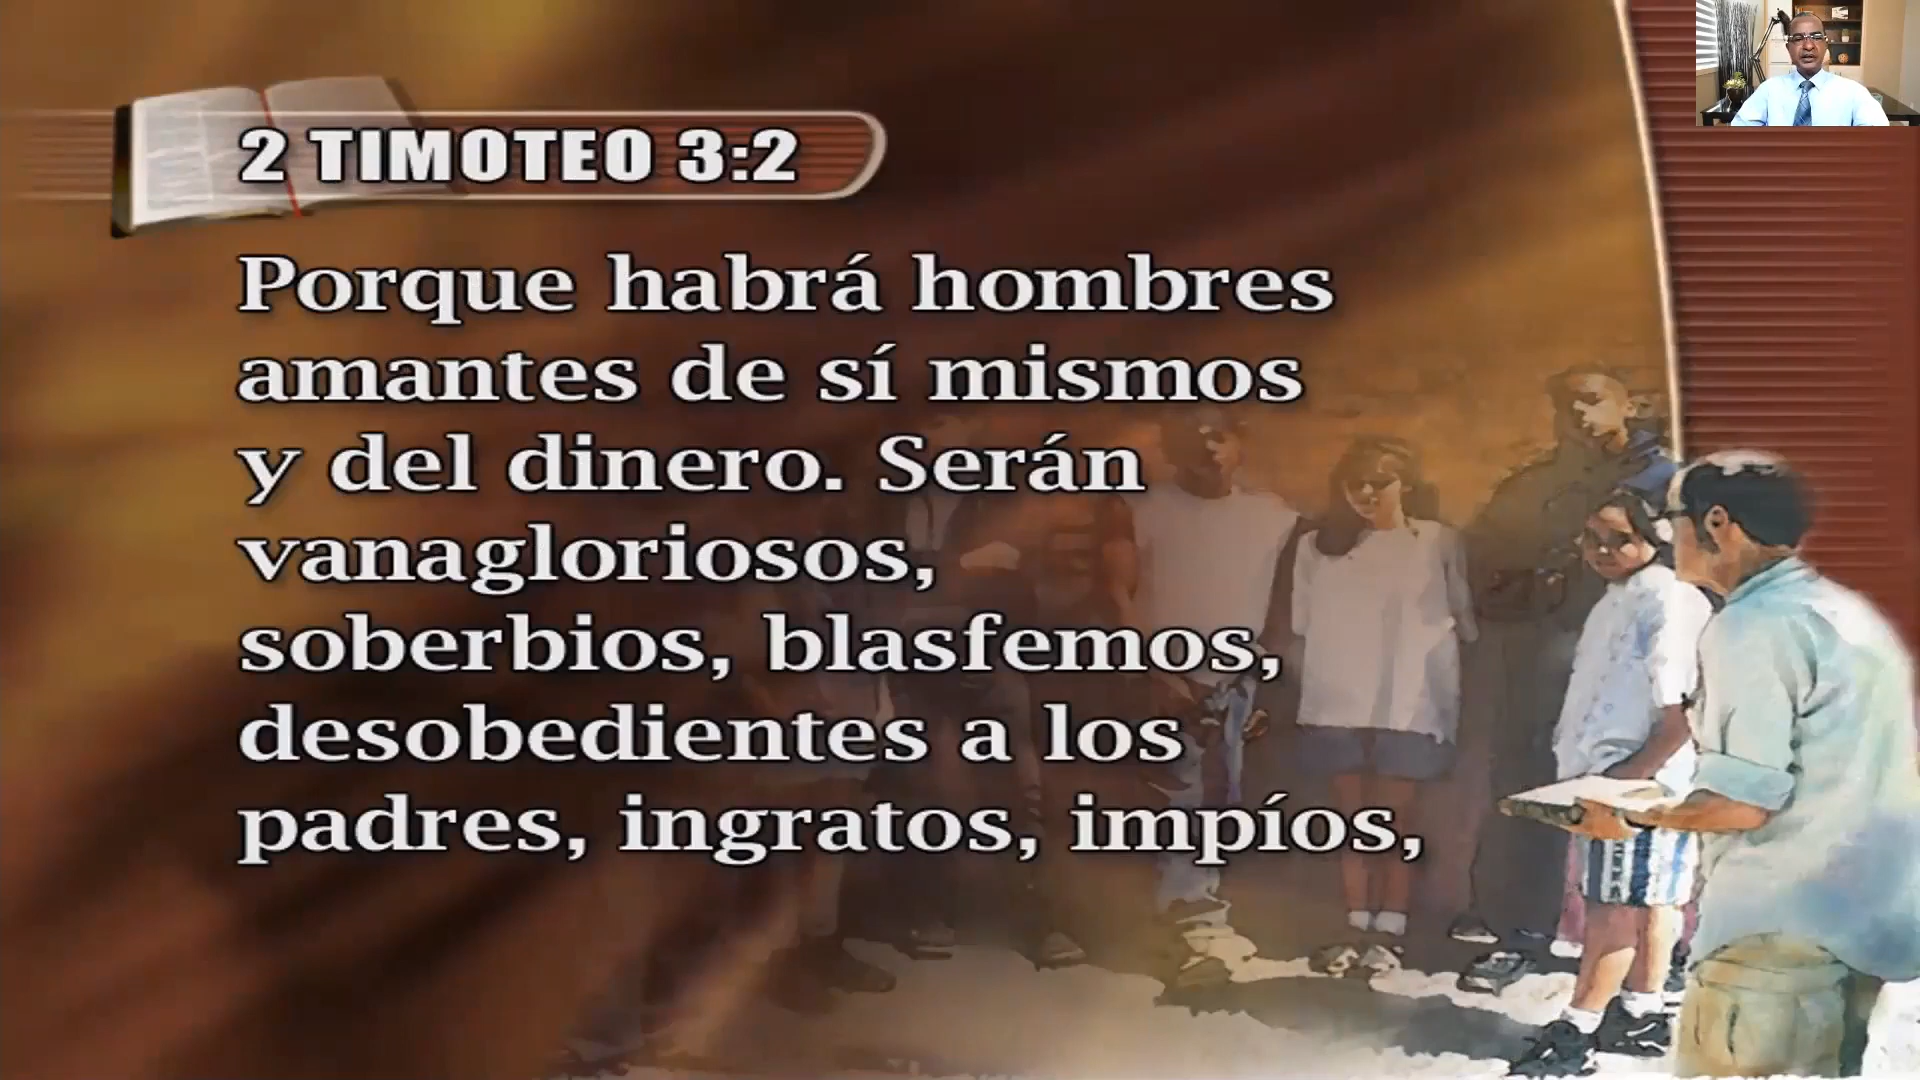 2 TIMOTEO 3:2
Porque habrá hombres
amantes de sí mismos
y del dinero. Serán
vanagloriosos,
soberbios, blasfemos,
desobedientes a los
padres, ingratos, impíos,